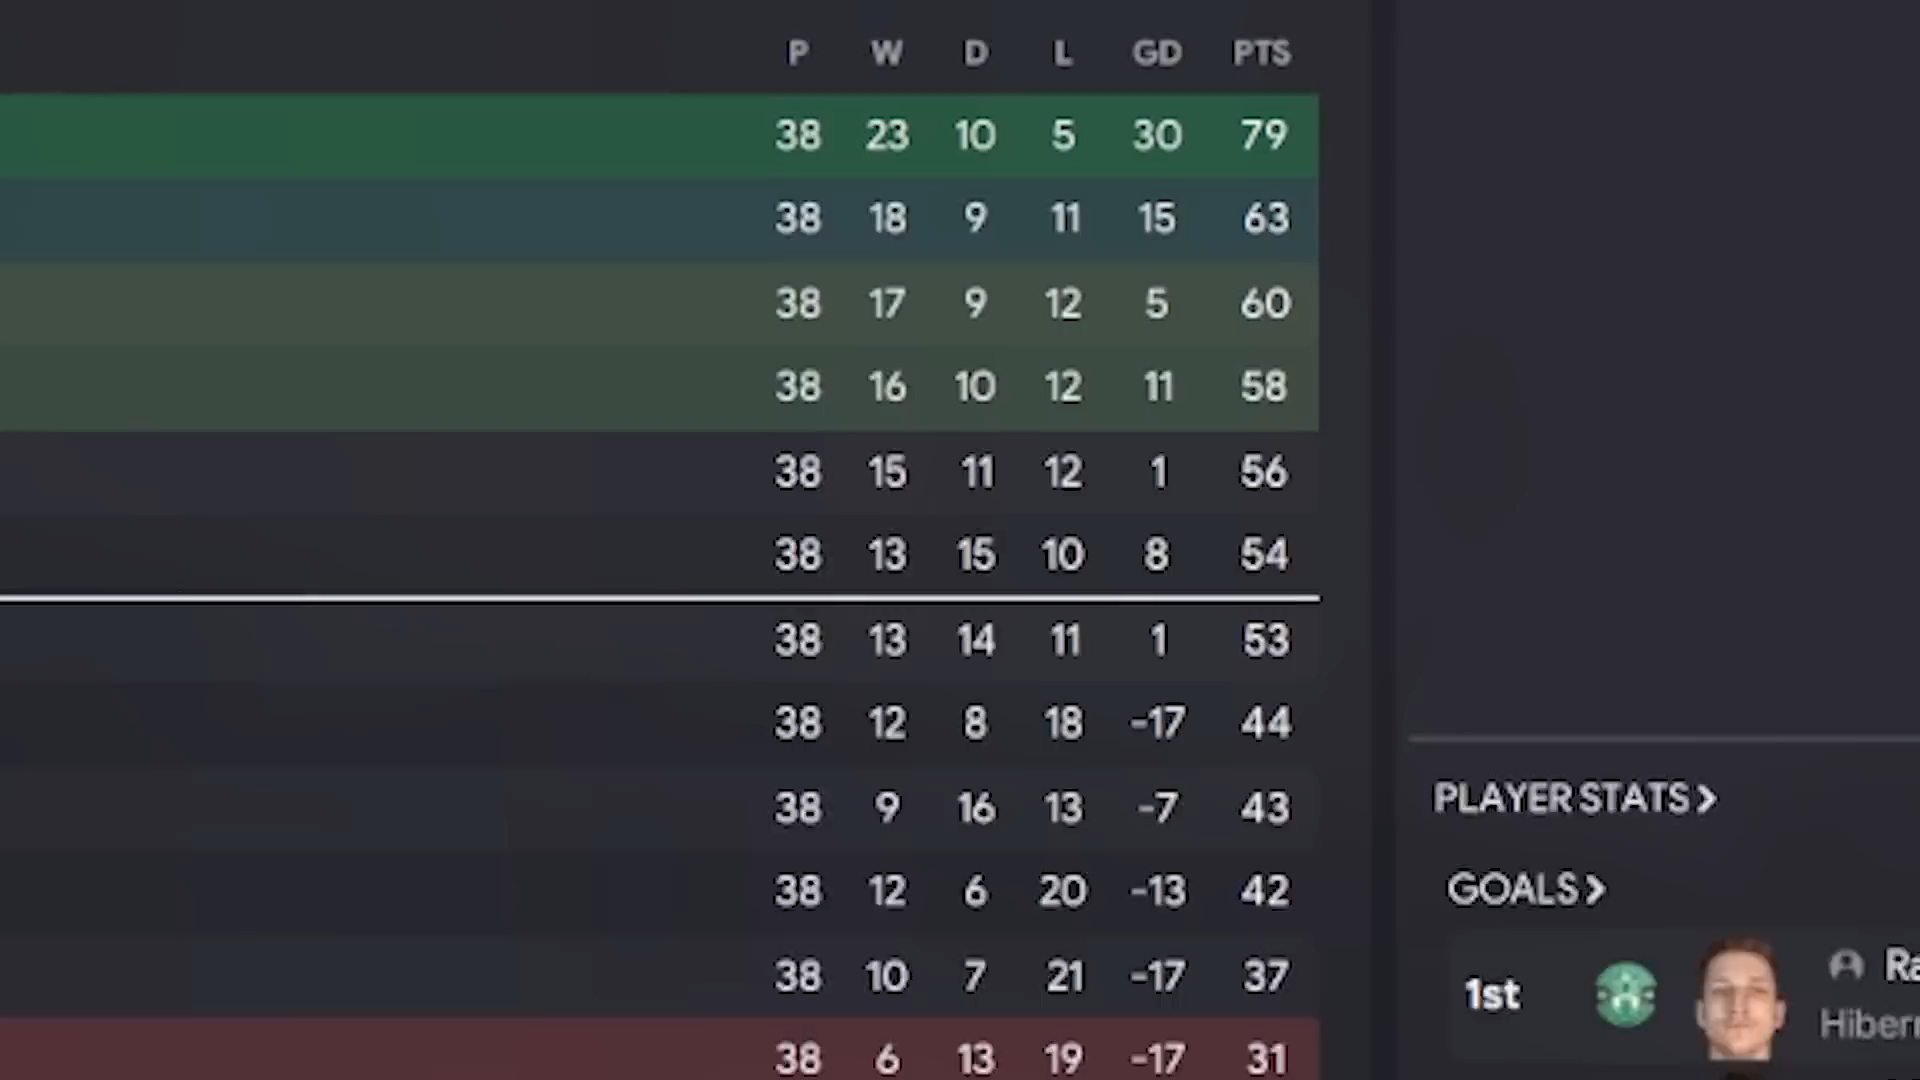 P W D L GD PTS
38 23 10 5 30 79
38 18 9 11 15 63
38 17 9 12 5 60
38 16 10 12 11 58
38 15 11 12 1 56
38 13 15 10 8 54
38 13 14 11 1 53
38 12 8 18 -17 44
38 9 16 13 -7 43
38 12 6 20 -13 42
38 10 7 21 -17 37
38 6 13 19 -17 31
PLAYER STATS >
GOALS >
1st
Ra
Hibern